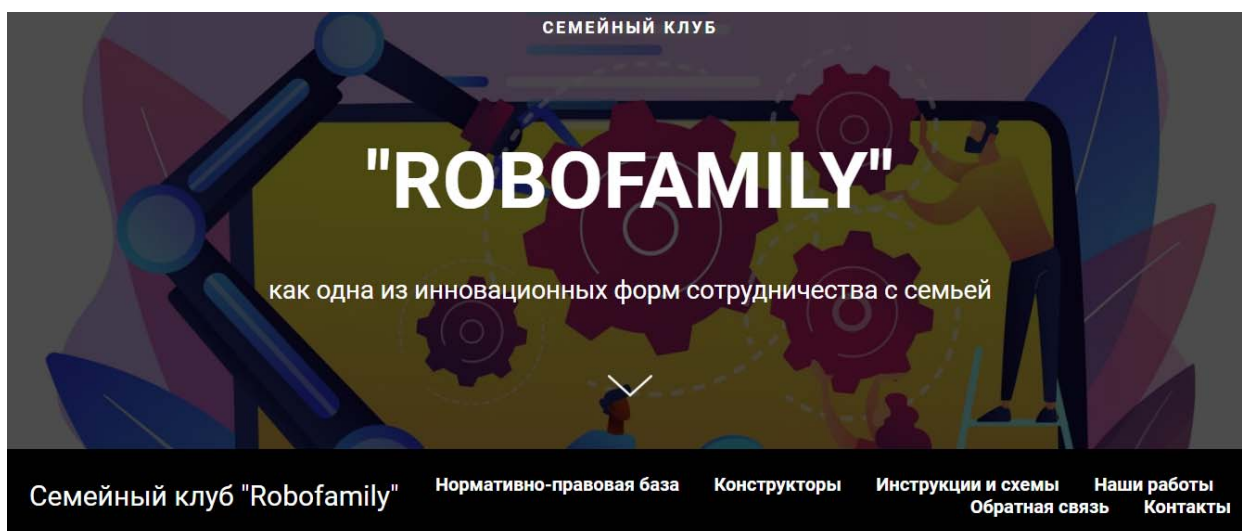 СЕМЕЙНЫЙ КЛУБ
"ROBOFAMILY"
как одна из инновационных форм сотрудничества с семьей
Семейный клуб "Robofamily"
Нормативно-правовая база Конструкторы Инструкции и схемы Наши работы
Обратная связь Контакты